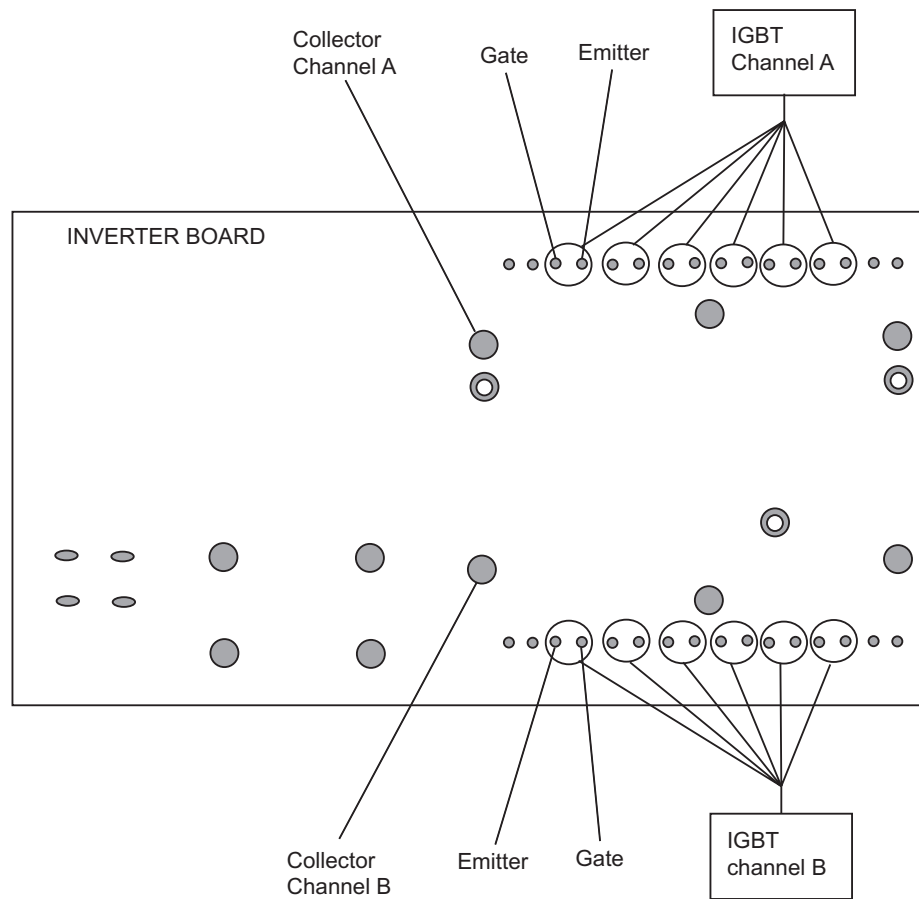 Collector
Channel A
Gate
Emitter
IGBT
Channel A
INVERTER BOARD
Collector
Channel B
Emitter
Gate
IGBT
channel B